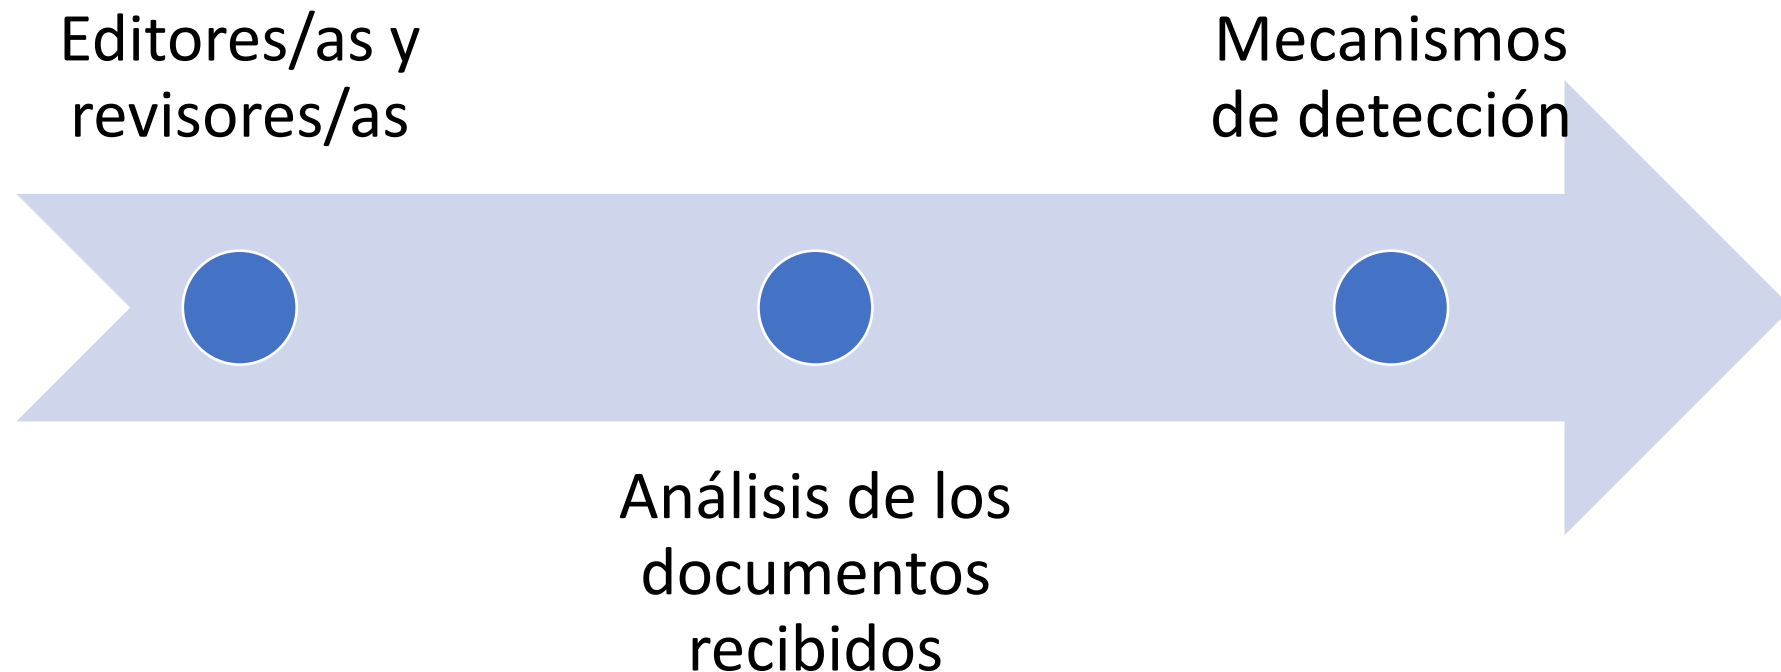 Editores/as y
revisores/as
Análisis de los
documentos
recibidos
Mecanismos
de detección